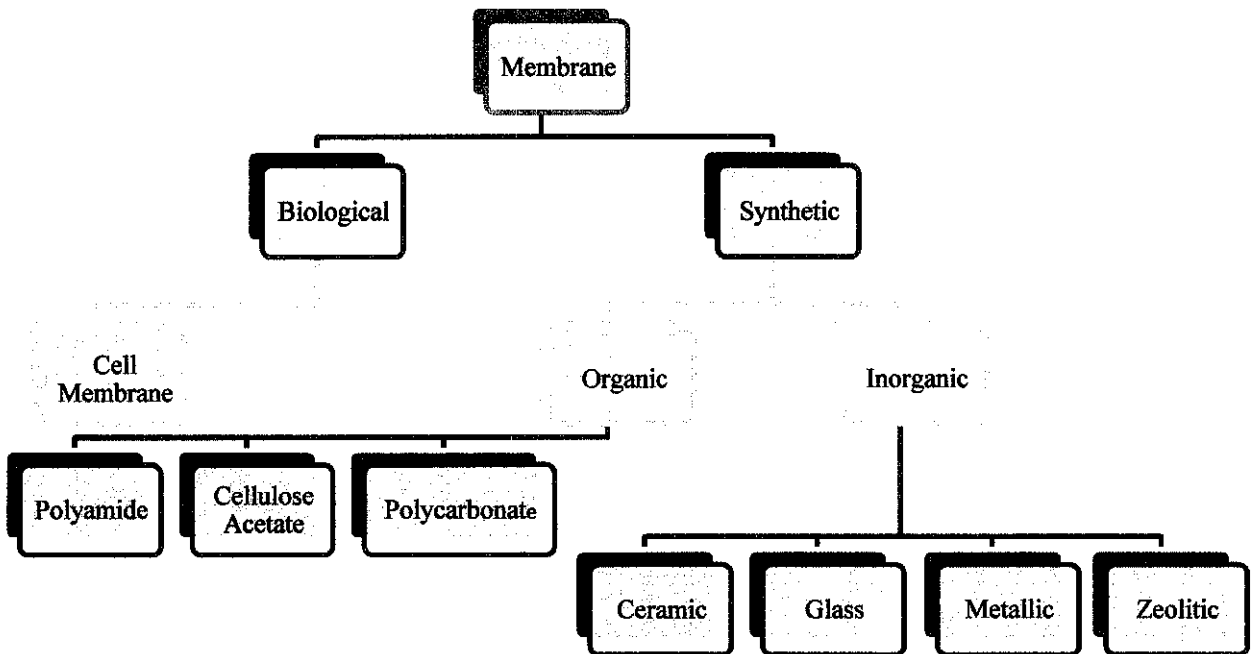 Membrane
Biological
Synthetic
Cell
Membrane
Organic
Inorganic
Polyamide
Cellulose
Acetate
Polycarbonate
Ceramic
Glass
Metallic
Zeolitic